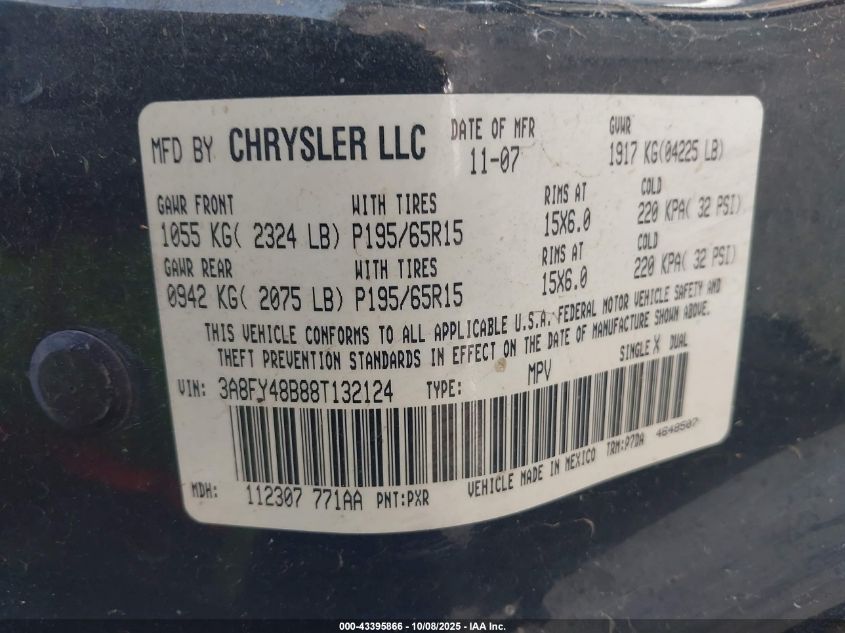 MFD BY CHRYSLER LLC DATE OF MFR GVWR
11-07 1917 KG(04225 LB)
GAWR FRONT WITH TIRES RIMS AT COLD
1055 KG( 2324 LB) P195/65R15 15X6.0 220 KPA( 32 PSI)
GAWR REAR WITH TIRES RIMS AT COLD
0942 KG( 2075 LB) P195/65R15 15X6.0 220 KPA( 32 PSI)
THIS VEHICLE CONFORMS TO ALL APPLICABLE U.S.A. FEDERAL MOTOR VEHICLE SAFETY AND
THEFT PREVENTION STANDARDS IN EFFECT ON THE DATE OF MANUFACTURE SHOWN ABOVE.
VIN: 3A8FY48B88T132124 TYPE: MPV SINGLE X DUAL
MDH: 112307 771AA PNT:PXR VEHICLE MADE IN MEXICO TRM:P7DA 4648507
000-43395866 - 10/08/2025 - IAA Inc.